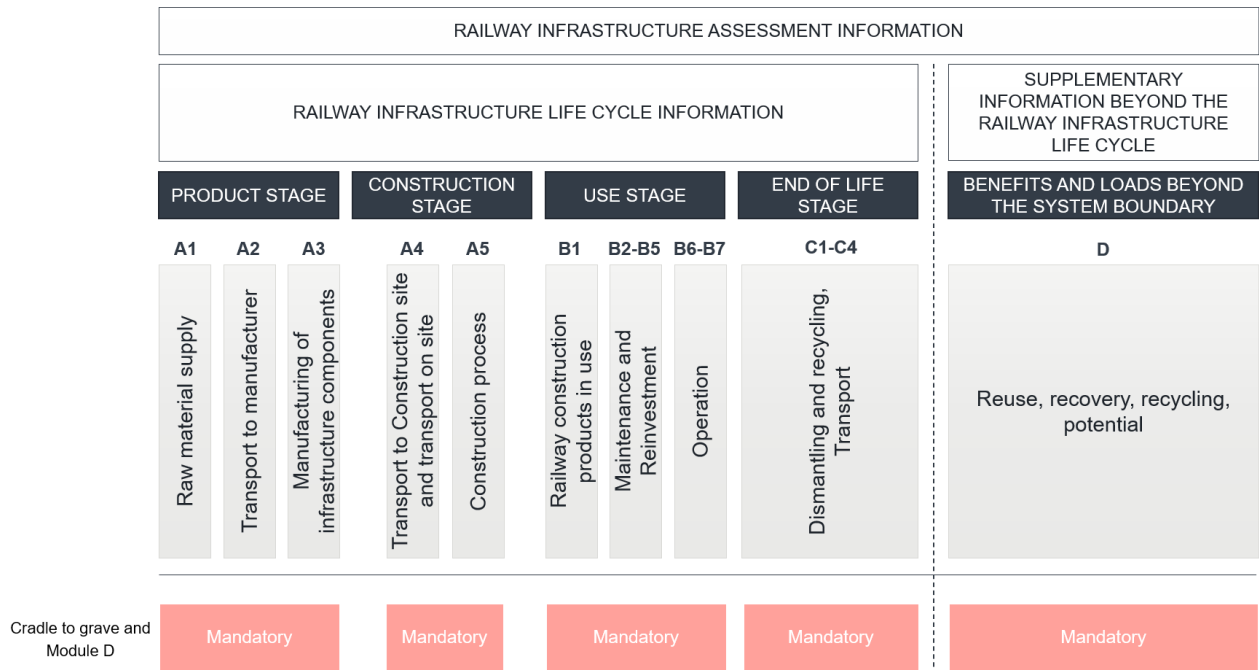 RAILWAY INFRASTRUCTURE ASSESSMENT INFORMATION
RAILWAY INFRASTRUCTURE LIFE CYCLE INFORMATION
SUPPLEMENTARY
INFORMATION BEYOND THE
RAILWAY INFRASTRUCTURE
LIFE CYCLE
PRODUCT STAGE
CONSTRUCTION
STAGE
USE STAGE
END OF LIFE
STAGE
BENEFITS AND LOADS BEYOND
THE SYSTEM BOUNDARY
A1
A2
A3
A4
A5
B1
B2-B5
B6-B7
C1-C4
D
Raw material supply
Transport to manufacturer
Manufacturing of
infrastructure components
Transport to Construction site
and transport on site
Construction process
Railway construction
products in use
Maintenance and
Reinvestment
Operation
Dismantling and recycling,
Transport
Reuse, recovery, recycling,
potential
Cradle to grave and
Module D
Mandatory
Mandatory
Mandatory
Mandatory
Mandatory